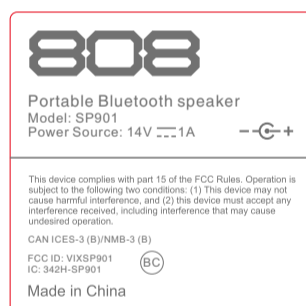 808
Portable Bluetooth speaker
Model: SP901
Power Source: 14V ⎓ 1A
This device complies with part 15 of the FCC Rules. Operation is
subject to the following two conditions: (1) This device may not
cause harmful interference, and (2) this device must accept any
interference received, including interference that may cause
undesired operation.
CAN ICES-3 (B)/NMB-3 (B)
FCC ID: VIXSP901
IC: 342H-SP901
BC
Made in China